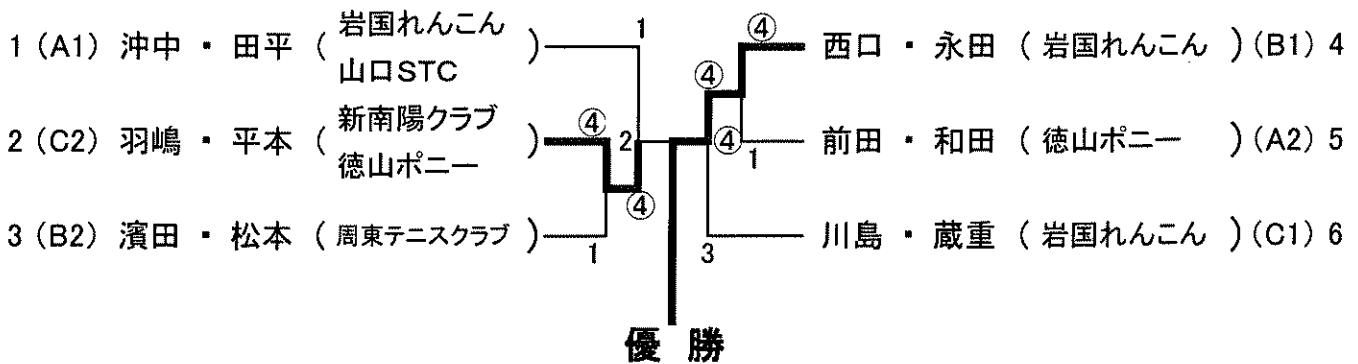 1 (A1) 沖中 ・ 田平 ( 岩国れんこん 山口STC )
1
④
西口 ・ 永田 ( 岩国れんこん ) (B1) 4
④
2 (C2) 羽嶋 ・ 平本 ( 新南陽クラブ 徳山ポニー )
④
2
④
1
前田 ・ 和田 ( 徳山ポニー ) (A2) 5
④
3 (B2) 濱田 ・ 松本 ( 周東テニスクラブ )
1
3
川島 ・ 蔵重 ( 岩国れんこん ) (C1) 6
優 勝